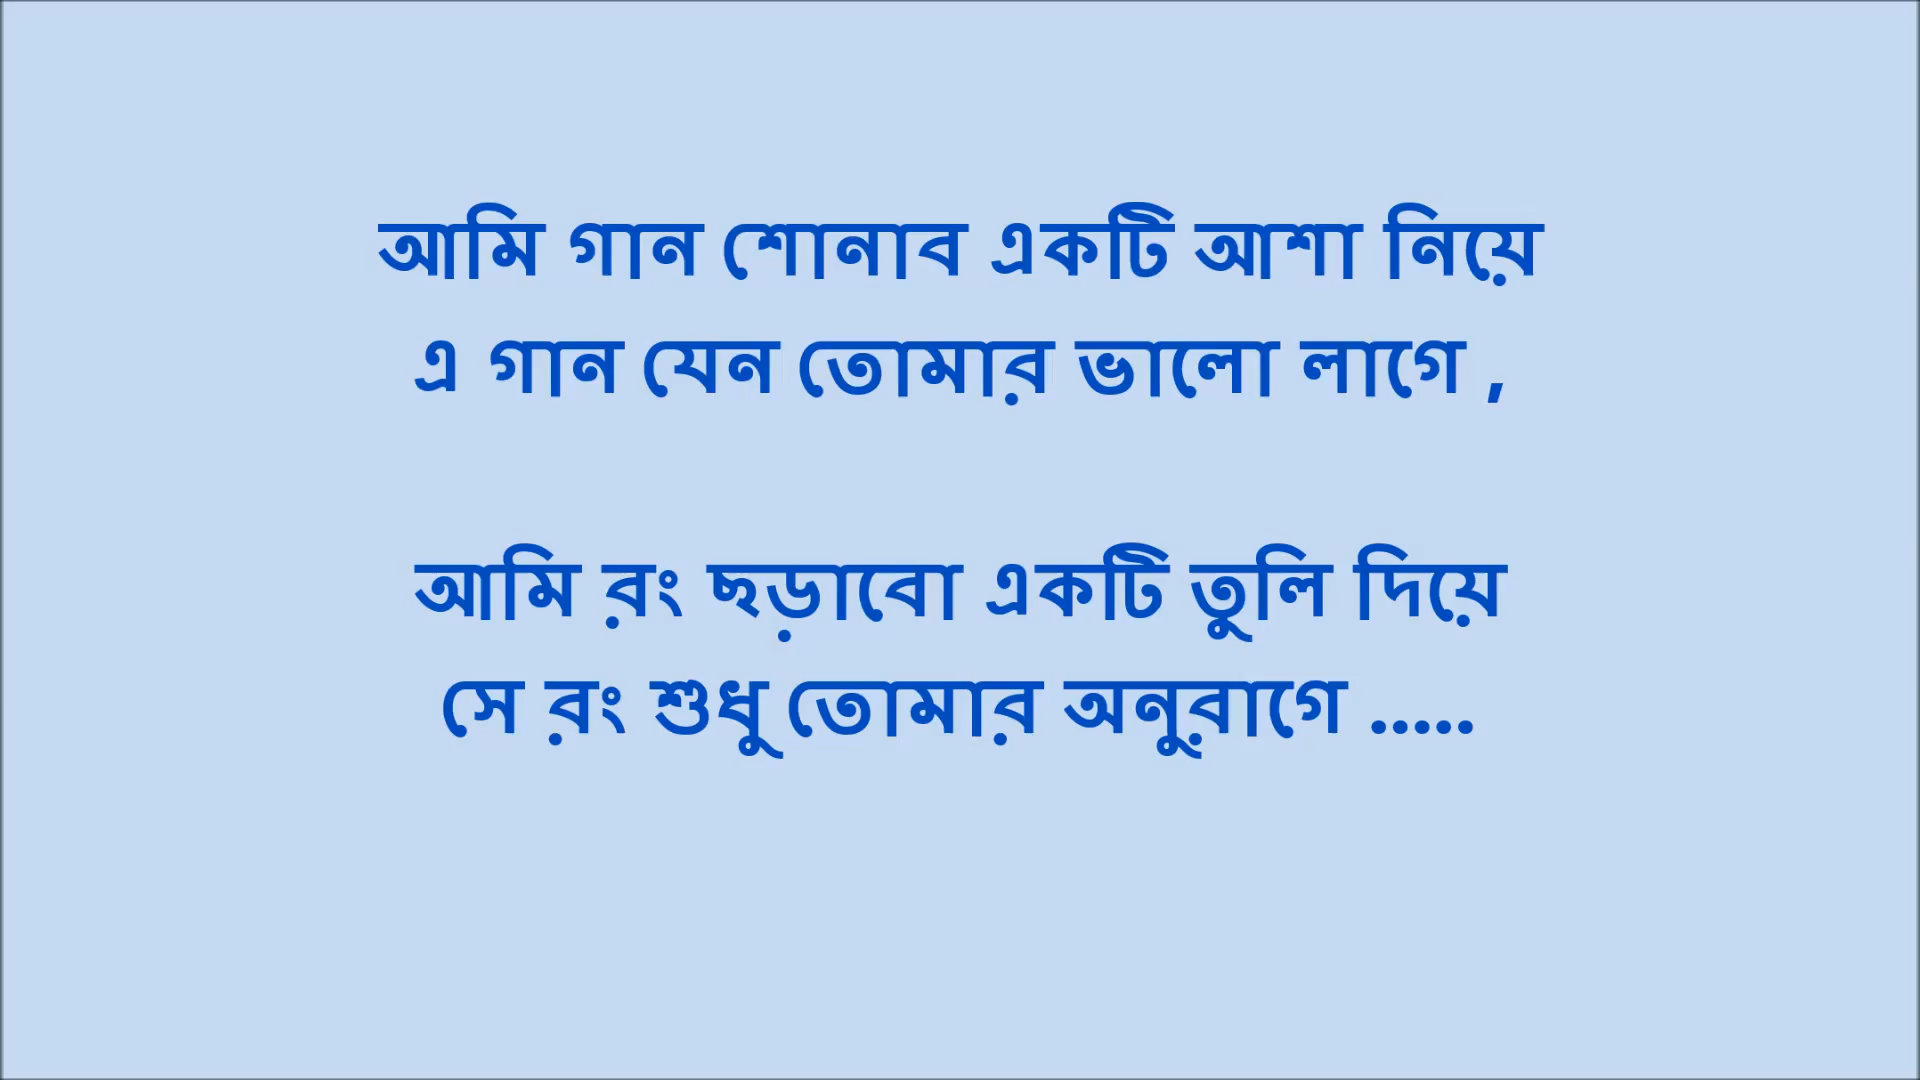 আমি গান শোনাব একটি আশা নিয়ে
এ গান যেন তোমার ভালো লাগে ,
আমি রং ছড়াবো একটি তুলি দিয়ে
সে রং শুধু তোমার অনুরাগে .....